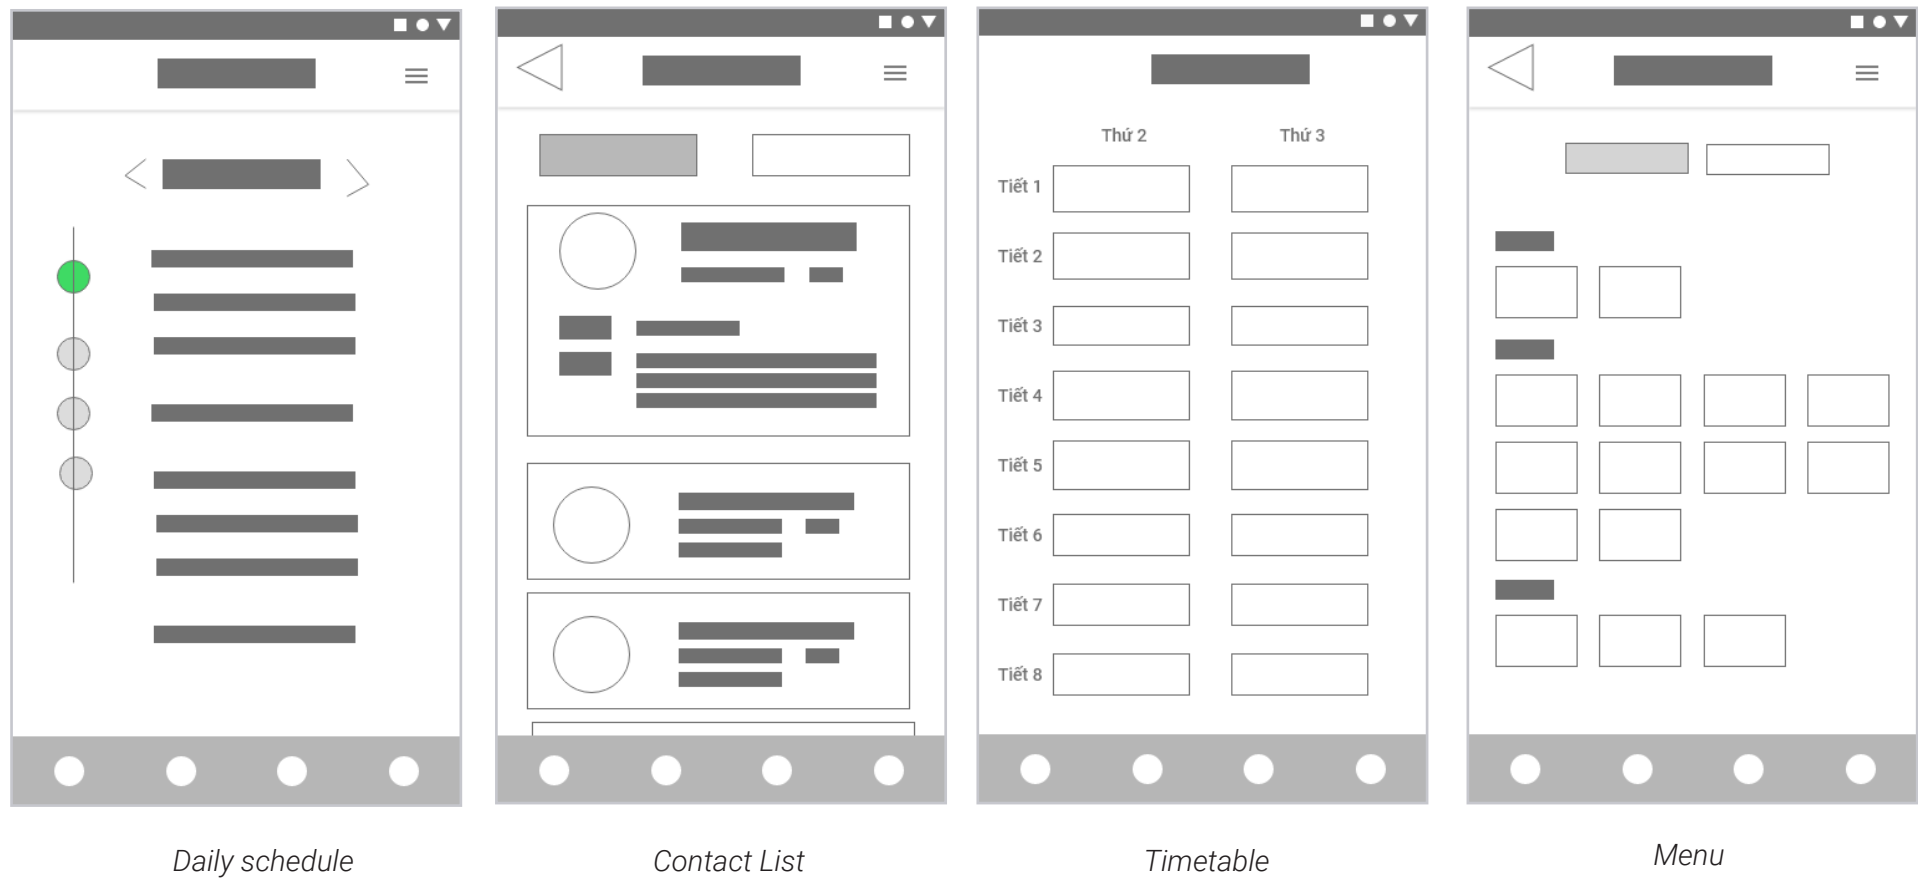 Thứ 2
Thứ 3
Tiết 1
Tiết 2
Tiết 3
Tiết 4
Tiết 5
Tiết 6
Tiết 7
Tiết 8
Daily schedule
Contact List
Timetable
Menu